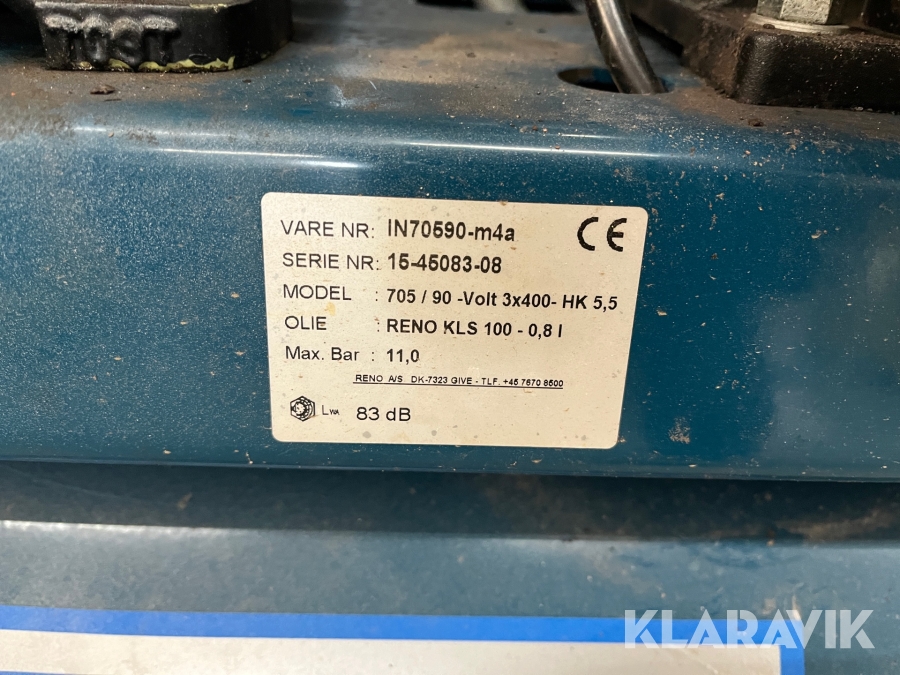 VARE NR: IN70590-m4a CE
SERIE NR: 15-45083-08
MODEL : 705 / 90 -Volt 3x400- HK 5,5
OLIE : RENO KLS 100 - 0,8 l
Max. Bar : 11,0
RENO A/S DK-7323 GIVE - TLF. +45 7670 8500
LWA 83 dB
KLARAVIK